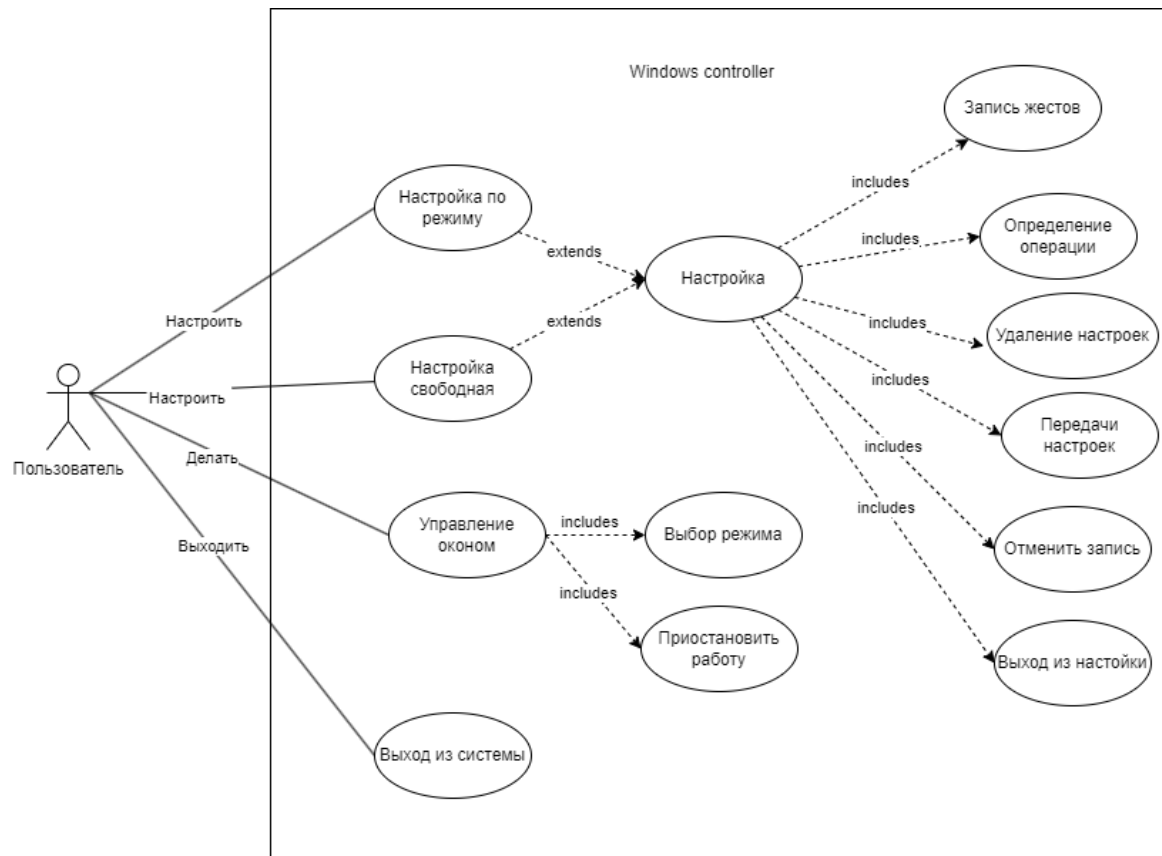 Windows controller
Запись жестов
includes
Настройка по
режиму
Определение
операции
includes
extends
Настройка
extends
includes
Удаление настроек
Настроить
Настройка
свободная
includes
Настроить
Передачи
настроек
Пользователь
Делать
includes
Управление
оконом
includes
Выбор режима
includes
Отменить запись
Выходить
includes
Приостановить
работу
Выход из настойки
Выход из системы